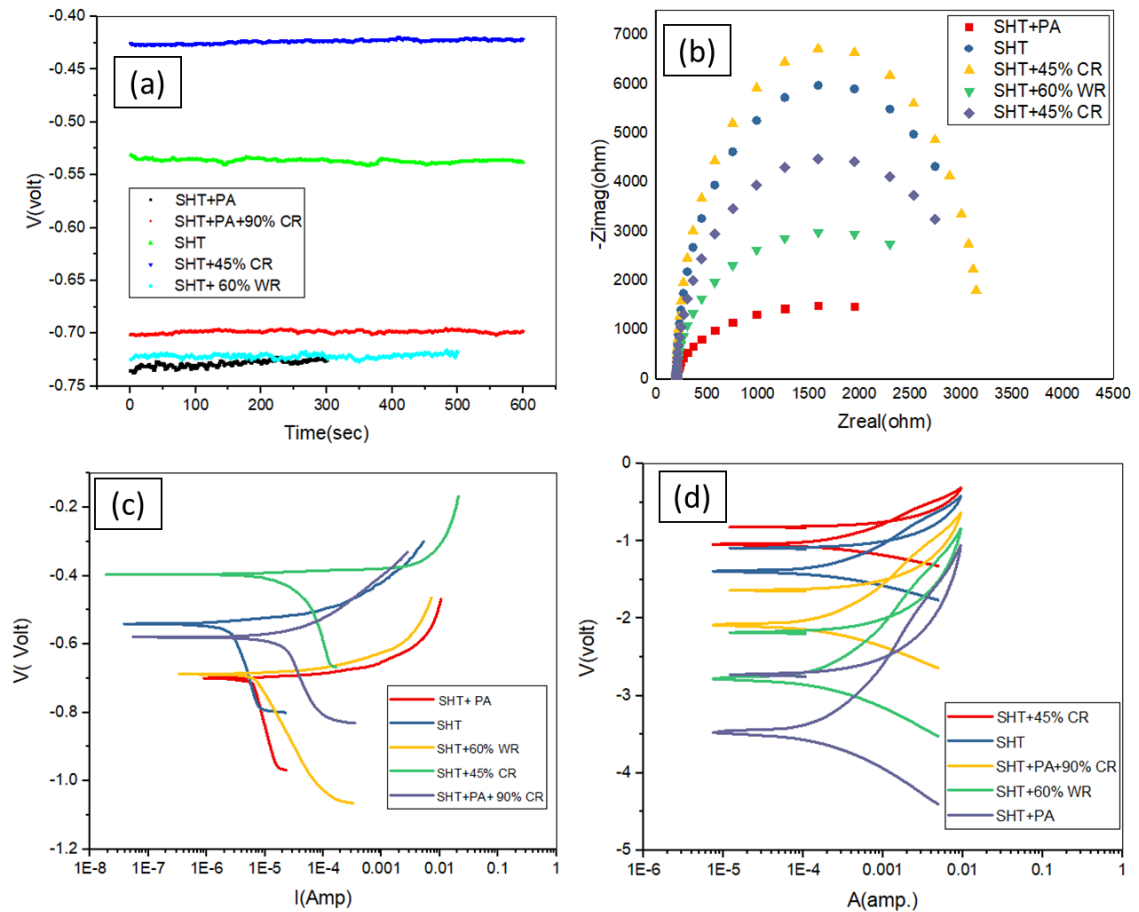 (a)
-0.40
-0.45
-0.50
-0.55
-0.60
-0.65
-0.70
-0.75
V(volt)
SHT+PA
SHT+PA+90% CR
SHT
SHT+45% CR
SHT+ 60% WR
0 100 200 300 400 500 600
Time(sec)
(b)
7000
6000
5000
4000
3000
2000
1000
0
-Zimag(ohm)
SHT+PA
SHT
SHT+45% CR
SHT+60% WR
SHT+45% CR
0 500 1000 1500 2000 2500 3000 3500 4000 4500
Zreal(ohm)
(c)
-0.2
-0.4
-0.6
-0.8
-1.0
-1.2
V( Volt)
SHT+ PA
SHT
SHT+60% WR
SHT+45% CR
SHT+PA+ 90% CR
1E-8 1E-7 1E-6 1E-5 1E-4 0.001 0.01 0.1 1
I(Amp)
(d)
0
-1
-2
-3
-4
-5
V(volt)
SHT+45% CR
SHT
SHT+PA+90% CR
SHT+60% WR
SHT+PA
1E-6 1E-5 1E-4 0.001 0.01 0.1 1
A(amp.)